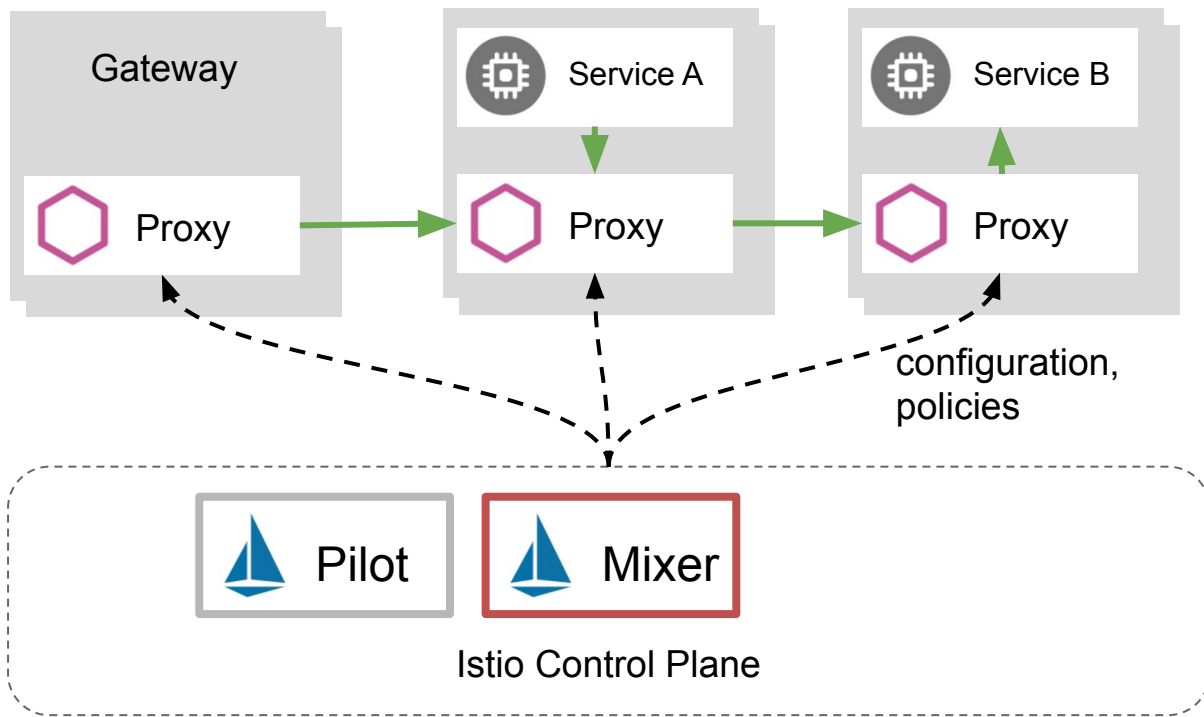 Gateway
Service A
Service B
Proxy
Proxy
Proxy
configuration,
policies
Pilot
Mixer
Istio Control Plane